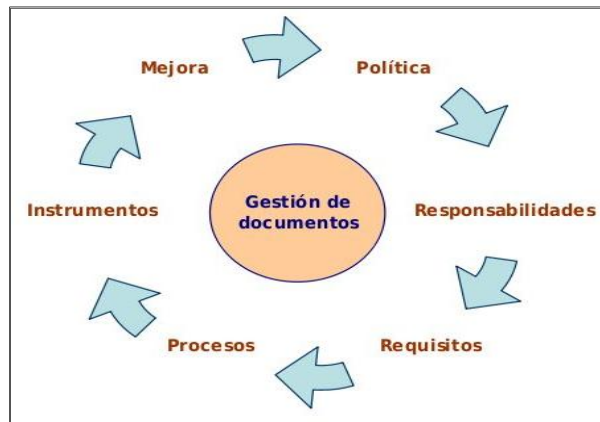 Mejora
Política
Gestión de
documentos
Instrumentos
Responsabilidades
Procesos
Requisitos